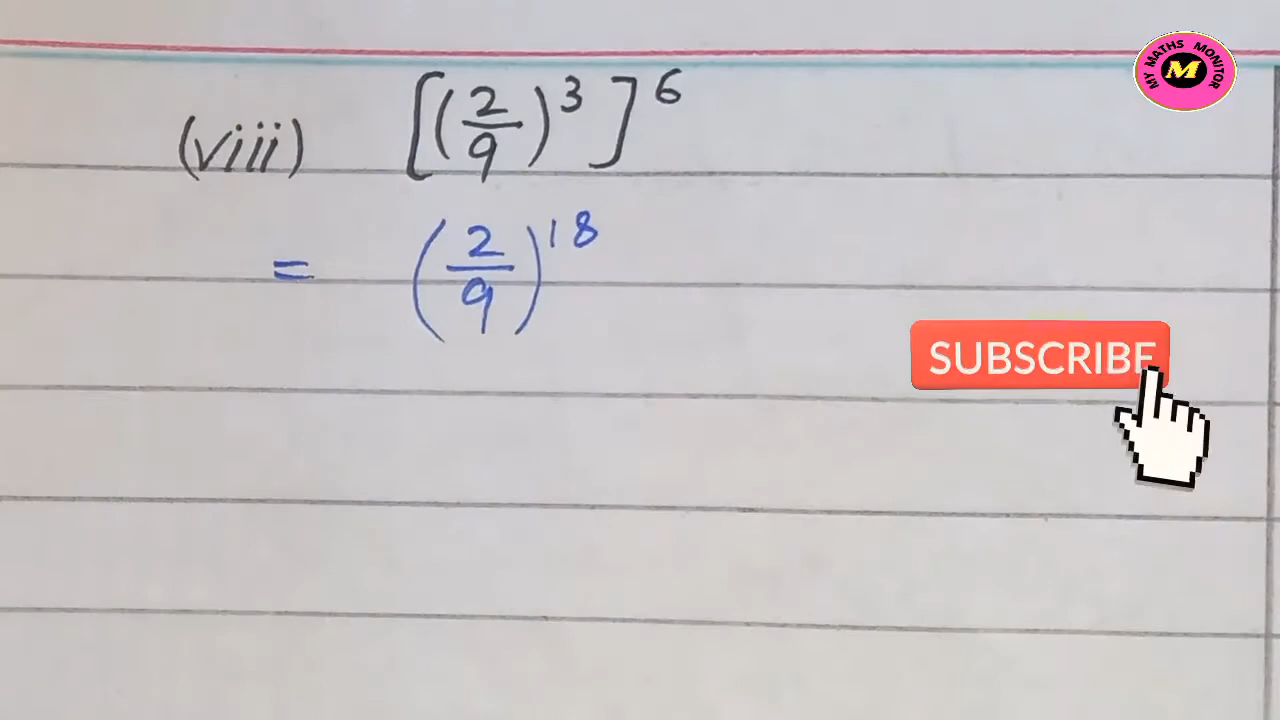 MY MATHS MONITOR
M
(viii) [(2/9)^3]^6
= (2/9)^18
SUBSCRIBE